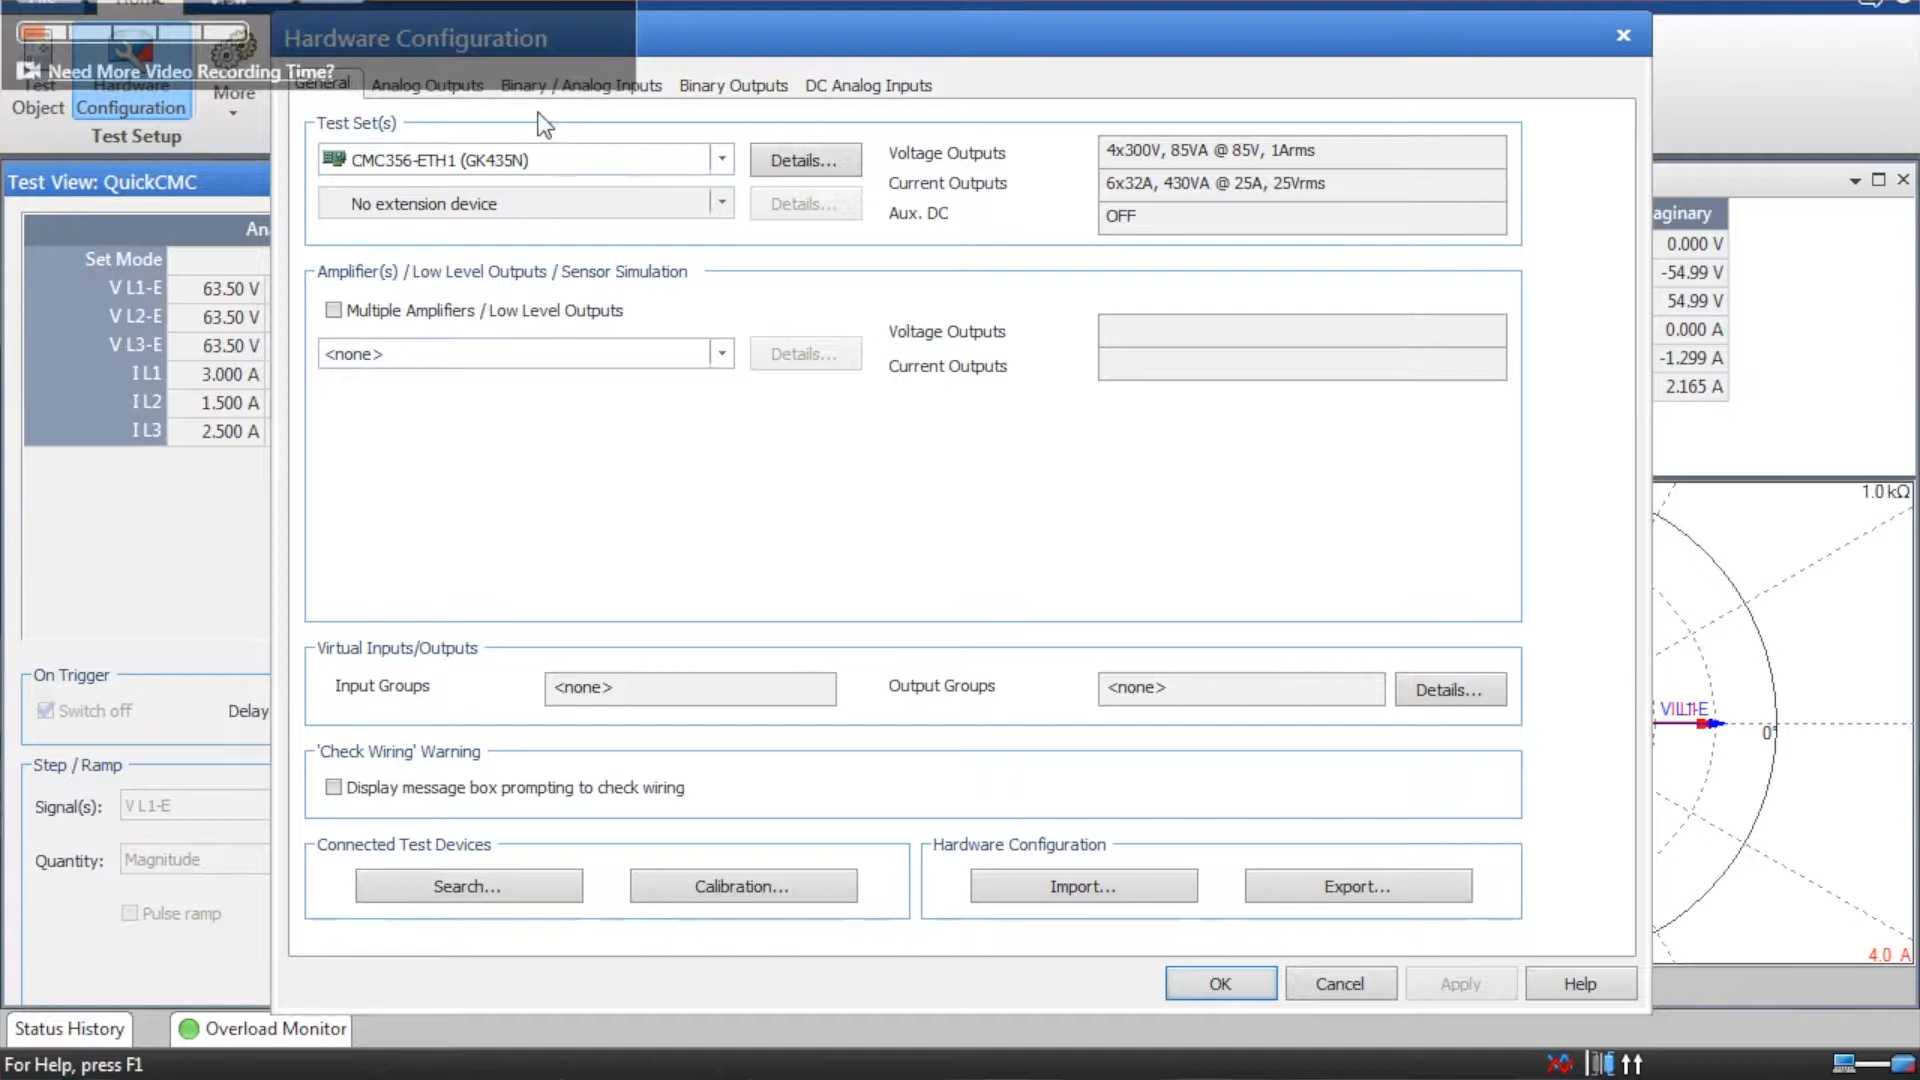 Home
View
Need More Video Recording Time?
Test
Object
Hardware
Configuration
More
Test Setup
Hardware Configuration
General
Analog Outputs
Binary / Analog Inputs
Binary Outputs
DC Analog Inputs
Test Set(s)
CMC356-ETH1 (GK435N)
Details...
Voltage Outputs
4x300V, 85VA @ 85V, 1Arms
No extension device
Details...
Current Outputs
6x32A, 430VA @ 25A, 25Vrms
Aux. DC
OFF
Amplifier(s) / Low Level Outputs / Sensor Simulation
Multiple Amplifiers / Low Level Outputs
<none>
Details...
Voltage Outputs
Current Outputs
Virtual Inputs/Outputs
Input Groups
<none>
Output Groups
<none>
Details...
'Check Wiring' Warning
Display message box prompting to check wiring
Connected Test Devices
Search...
Calibration...
Hardware Configuration
Import...
Export...
OK
Cancel
Apply
Help
Test View: QuickCMC
Set Mode
V L1-E 63.50 V
V L2-E 63.50 V
V L3-E 63.50 V
I L1 3.000 A
I L2 1.500 A
I L3 2.500 A
On Trigger
Switch off
Delay
Step / Ramp
Signal(s): V L1-E
Quantity: Magnitude
Pulse ramp
0.000 V
-54.99 V
54.99 V
0.000 A
-1.299 A
2.165 A
1.0 kΩ
0°
4.0 A
Status History
Overload Monitor
For Help, press F1